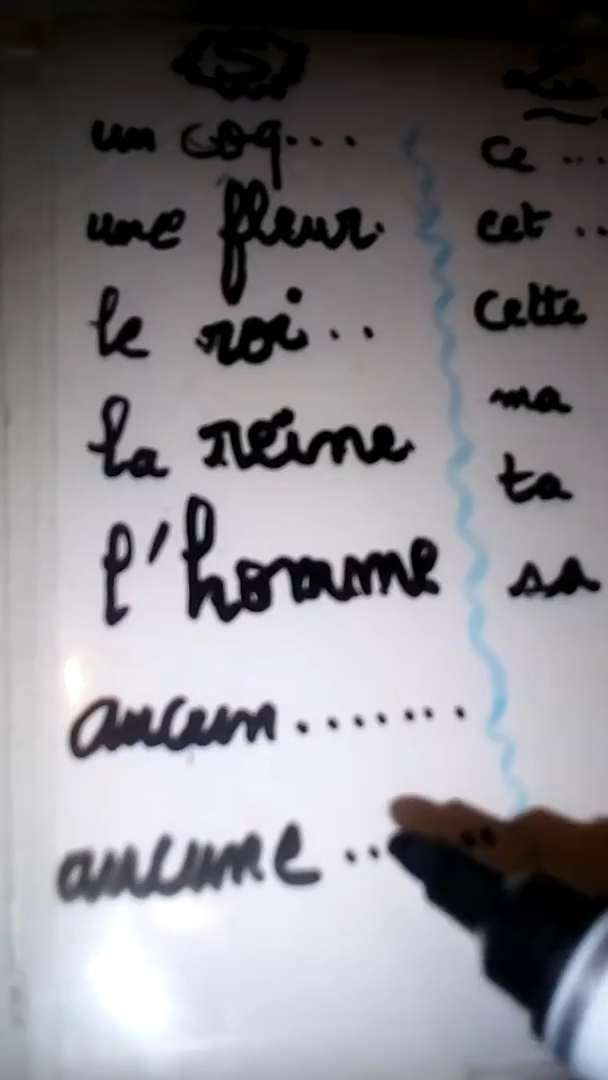 S
un coq...
une fleur.
le roi..
la reine
l'homme
aucun.......
aucune...
ce ...
cet ..
cette
ma
ta
sa